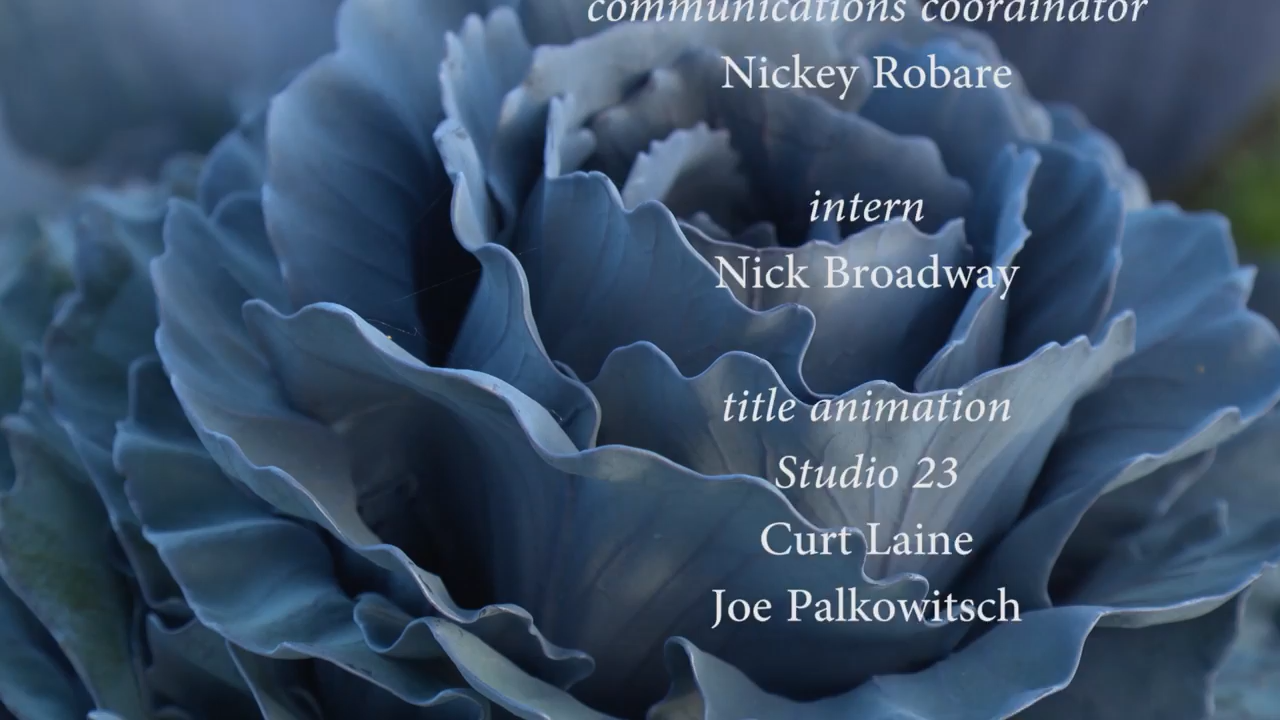 communications coordinator
Nickey Robare
intern
Nick Broadway
title animation
Studio 23
Curt Laine
Joe Palkowitsch